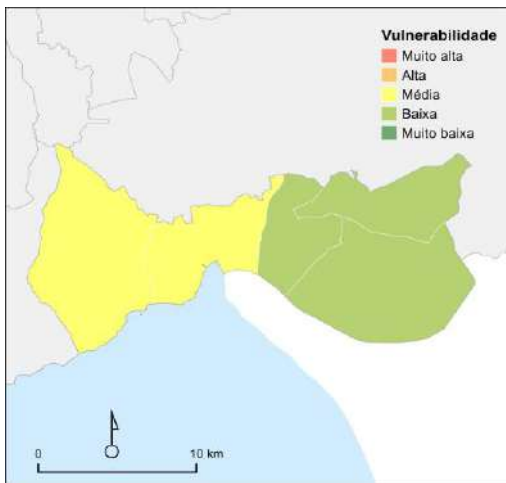 Vulnerabilidade
Muito alta
Alta
Média
Baixa
Muito baixa
0 10 km